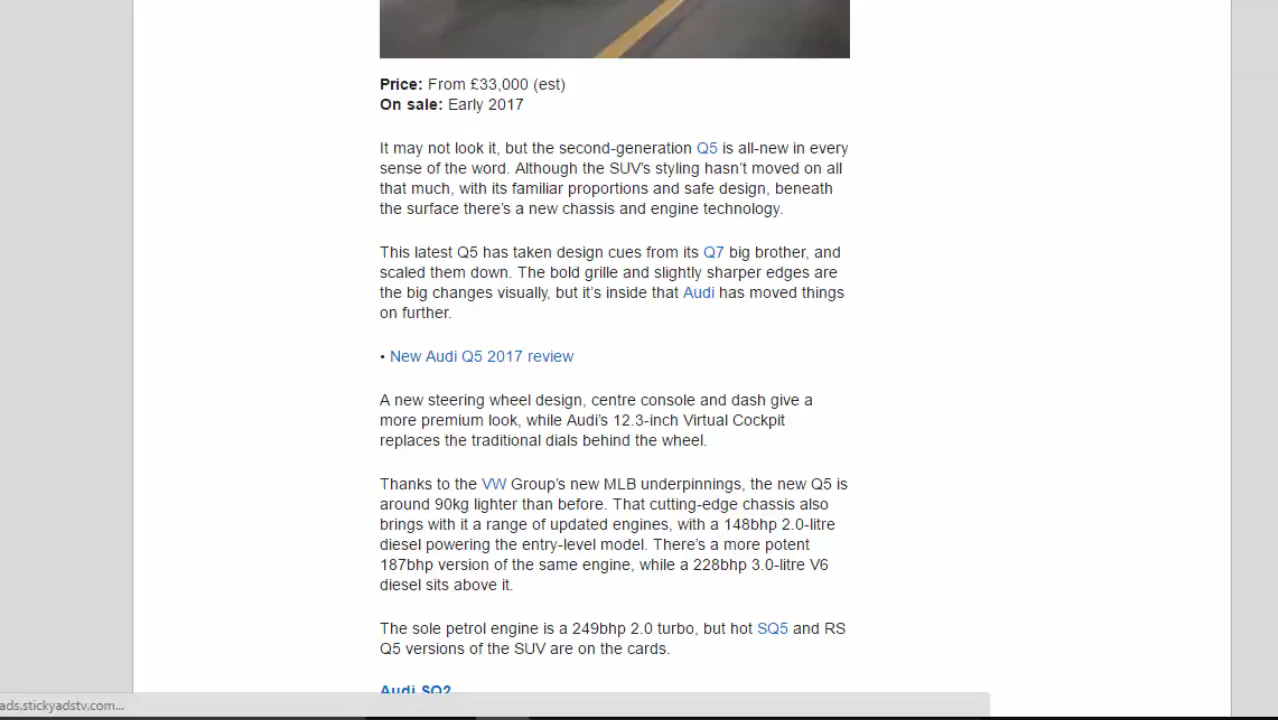 Price: From £33,000 (est)
On sale: Early 2017
It may not look it, but the second-generation Q5 is all-new in every
sense of the word. Although the SUV's styling hasn't moved on all
that much, with its familiar proportions and safe design, beneath
the surface there's a new chassis and engine technology.
This latest Q5 has taken design cues from its Q7 big brother, and
scaled them down. The bold grille and slightly sharper edges are
the big changes visually, but it's inside that Audi has moved things
on further.
• New Audi Q5 2017 review
A new steering wheel design, centre console and dash give a
more premium look, while Audi's 12.3-inch Virtual Cockpit
replaces the traditional dials behind the wheel.
Thanks to the VW Group's new MLB underpinnings, the new Q5 is
around 90kg lighter than before. That cutting-edge chassis also
brings with it a range of updated engines, with a 148bhp 2.0-litre
diesel powering the entry-level model. There's a more potent
187bhp version of the same engine, while a 228bhp 3.0-litre V6
diesel sits above it.
The sole petrol engine is a 249bhp 2.0 turbo, but hot SQ5 and RS
Q5 versions of the SUV are on the cards.
Audi SQ2
ads.stickyadstv.com...